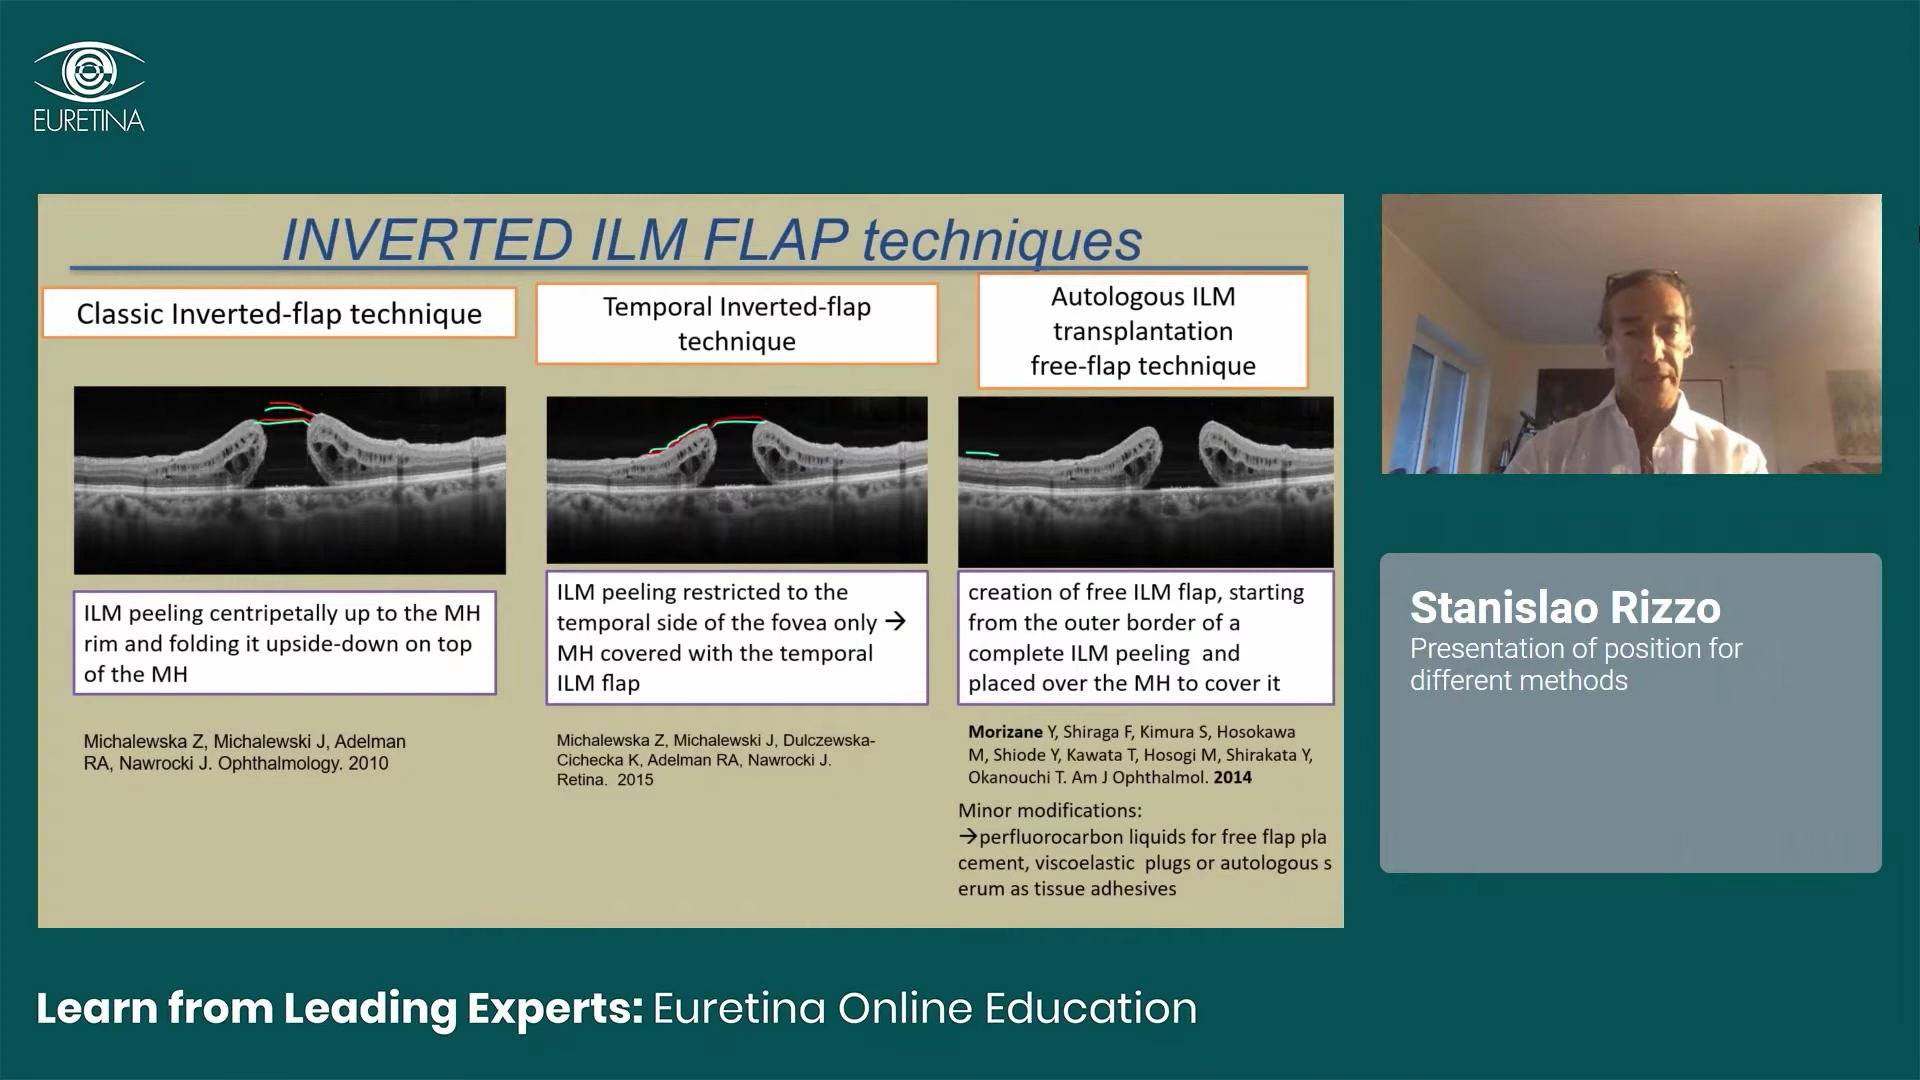 EURETINA
INVERTED ILM FLAP techniques
Classic Inverted-flap technique
ILM peeling centripetally up to the MH
rim and folding it upside-down on top
of the MH
Michalewska Z, Michalewski J, Adelman
RA, Nawrocki J. Ophthalmology. 2010
Temporal Inverted-flap
technique
ILM peeling restricted to the
temporal side of the fovea only →
MH covered with the temporal
ILM flap
Michalewska Z, Michalewski J, Dulczewska-
Cichecka K, Adelman RA, Nawrocki J.
Retina. 2015
Autologous ILM
transplantation
free-flap technique
creation of free ILM flap, starting
from the outer border of a
complete ILM peeling and
placed over the MH to cover it
Morizane Y, Shiraga F, Kimura S, Hosokawa
M, Shiode Y, Kawata T, Hosogi M, Shirakata Y,
Okanouchi T. Am J Ophthalmol. 2014
Minor modifications:
→perfluorocarbon liquids for free flap pla
cement, viscoelastic plugs or autologous s
erum as tissue adhesives
Stanislao Rizzo
Presentation of position for
different methods
Learn from Leading Experts: Euretina Online Education